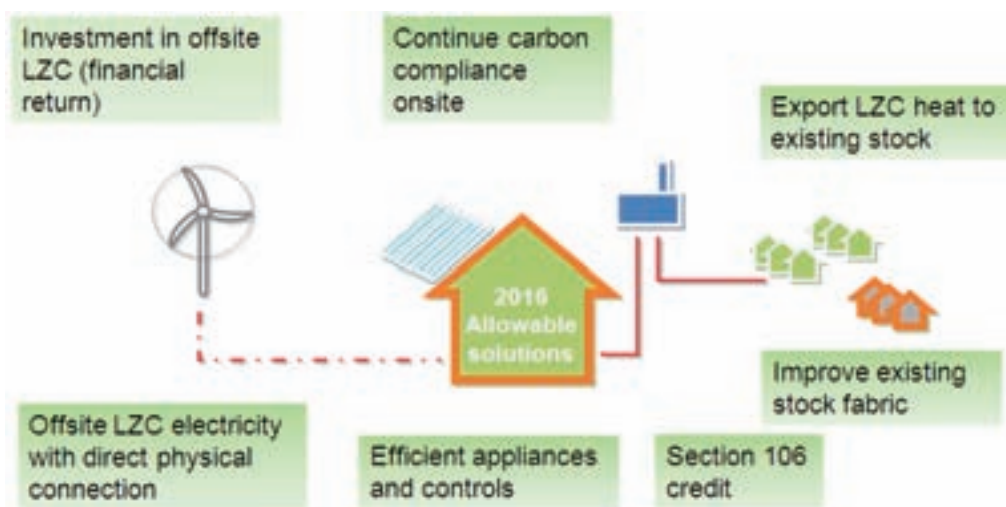 Investment in offsite
LZC (financial
return)
Continue carbon
compliance
onsite
Export LZC heat to
existing stock
2016
Allowable
solutions
Improve existing
stock fabric
Offsite LZC electricity
with direct physical
connection
Efficient appliances
and controls
Section 106
credit